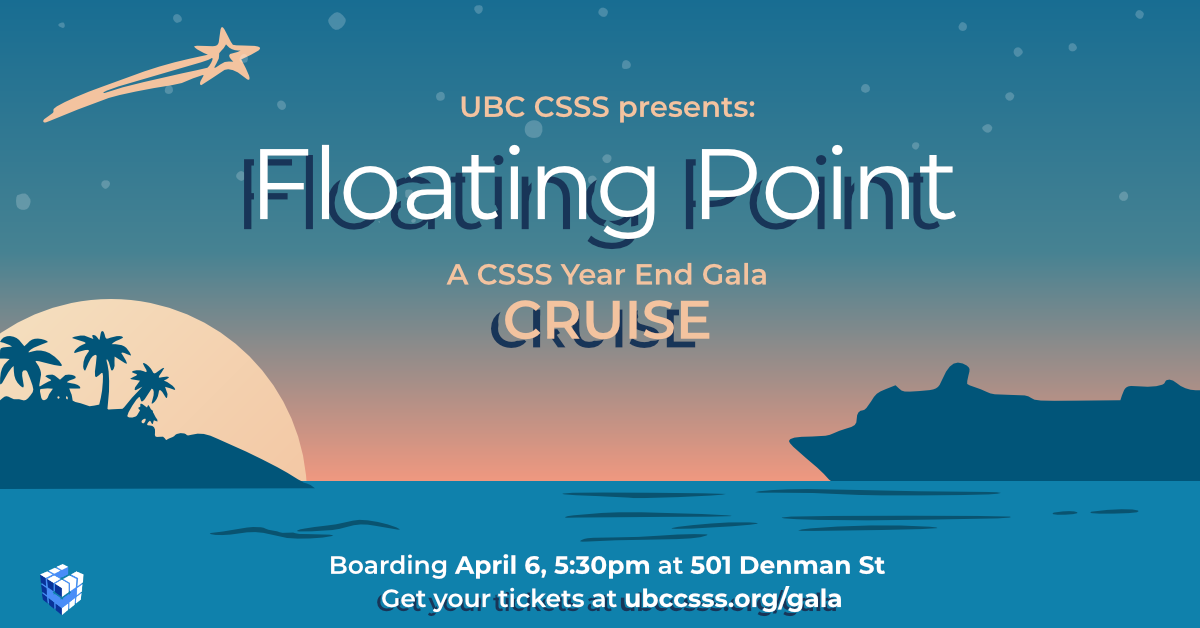 UBC CSSS presents:
Floating Point
A CSSS Year End Gala
CRUISE
Boarding April 6, 5:30pm at 501 Denman St
Get your tickets at ubccsss.org/gala